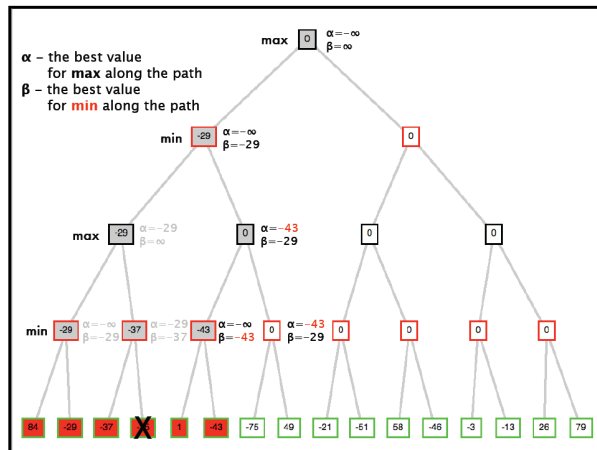 max 0 α=-∞
β=∞
α – the best value
for max along the path
β – the best value
for min along the path
min -29 α=-∞
β=-29
0
max -29 α=-29
β=∞
0 α=-43
β=-29
0
0
min -29 α=-∞
β=-29
-37 α=-29
β=-37
-43 α=-∞
β=-43
0 α=-43
β=-29
0
0
0
0
84 -29 -37 X 1 -43 -75 49 -21 -51 58 -46 -3 -13 26 79